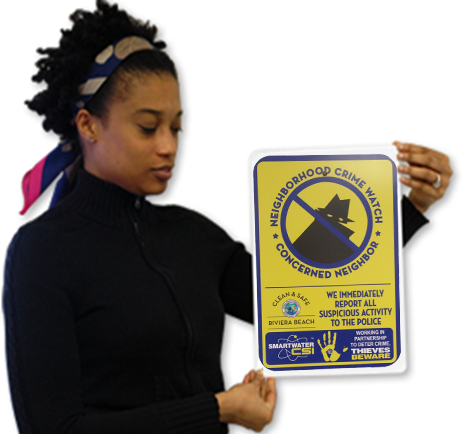 NEIGHBORHOOD CRIME WATCH
CONCERNED NEIGHBOR
CLEAN & SAFE
RIVIERA BEACH
WE IMMEDIATELY
REPORT ALL
SUSPICIOUS ACTIVITY
TO THE POLICE
SMARTWATER
CSI
WORKING IN
PARTNERSHIP
TO DETER CRIME.
THIEVES
BEWARE